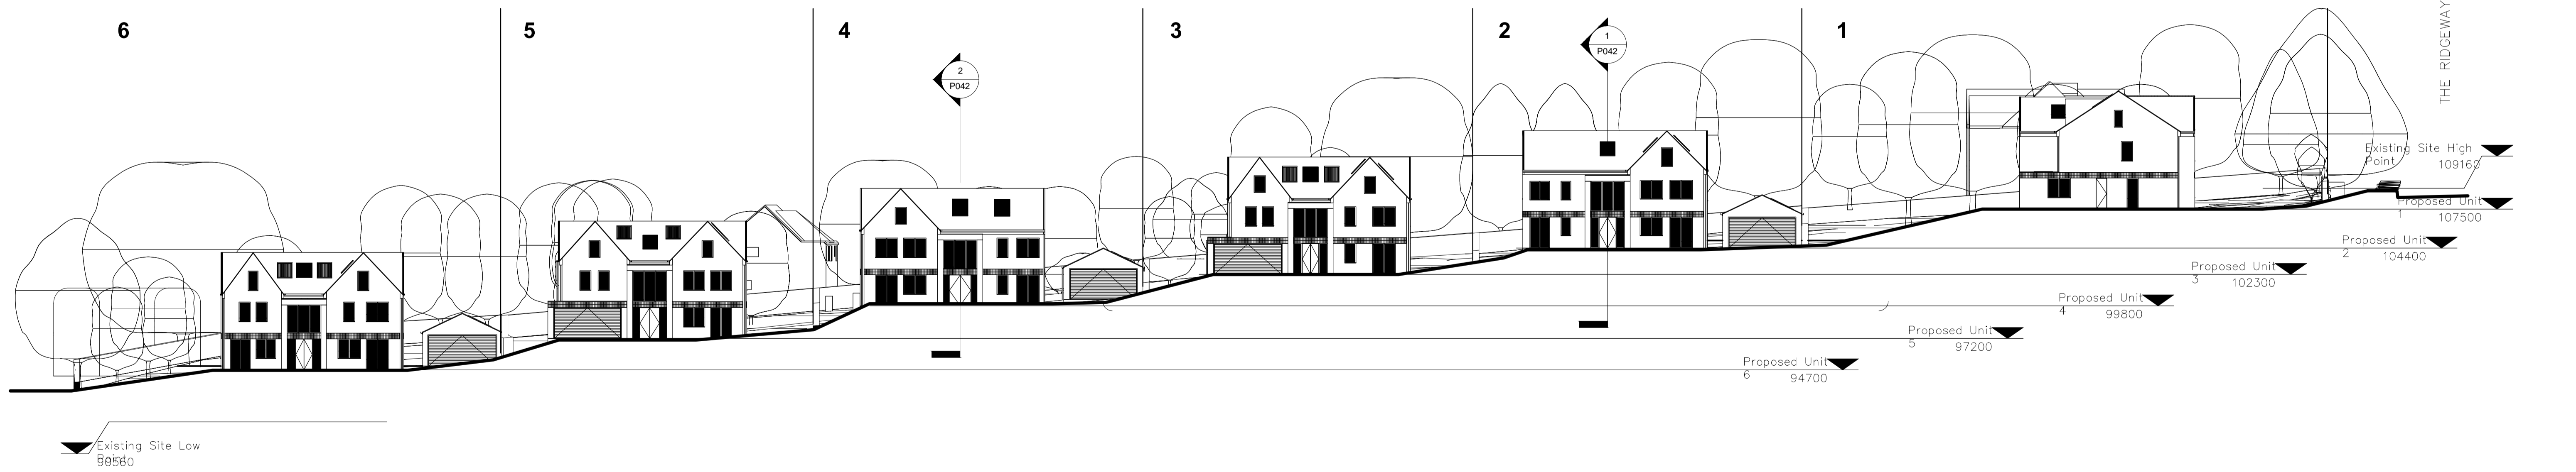 6
5
4
3
2
1
THE RIDGEWAY
1
P042
2
P042
Existing Site High
Point 109160
Proposed Unit
1 107500
Proposed Unit
2 104400
Proposed Unit
3 102300
Proposed Unit
4 99800
Proposed Unit
5 97200
Proposed Unit
6 94700
Existing Site Low
Point
90560